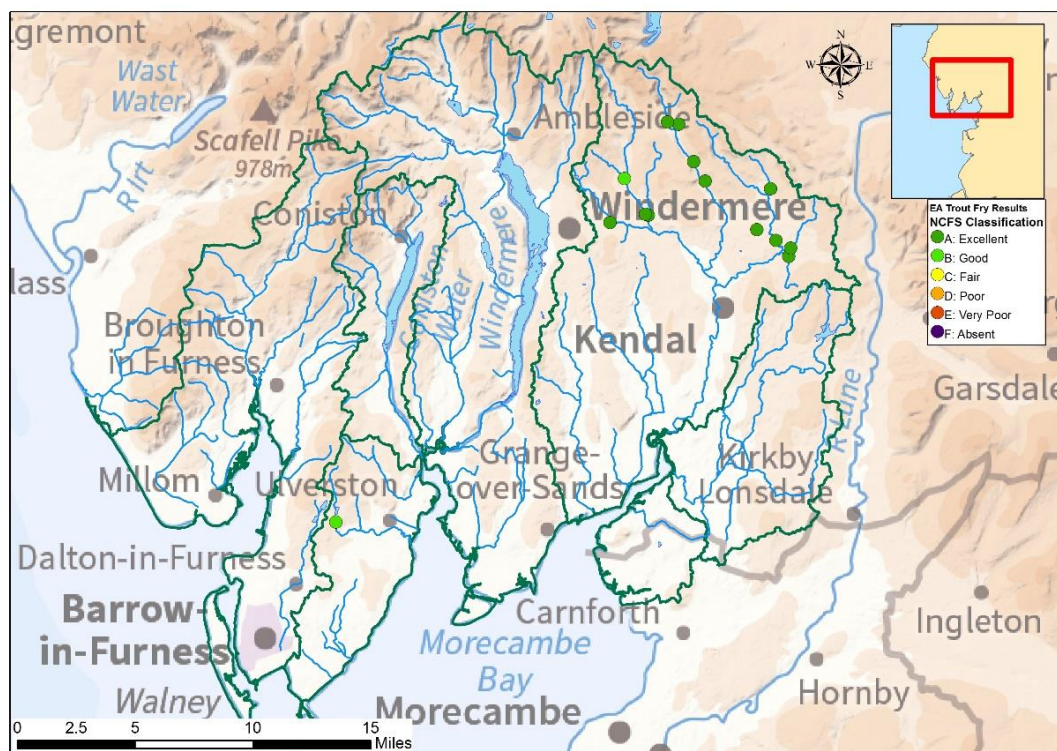 gremont
Wast
Water
Scafell Pike
978m
R Irt
Ambleside
N
W
E
S
Coniston
Windermere
Coniston
Water
Windermere
lass
Broughton
in Furness
Kendal
EA Trout Fry Results
NCFS Classification
A: Excellent
B: Good
C: Fair
D: Poor
E: Very Poor
F: Absent
Garsdale
R Lune
Millom
Ulverston
Grange-
over-Sands
Kirkby
Lonsdale
Dalton-in-Furness
Barrow-
in-Furness
Walney
Carnforth
Morecambe
Bay
Morecambe
Ingleton
Hornby
0 2.5 5 10 15
Miles